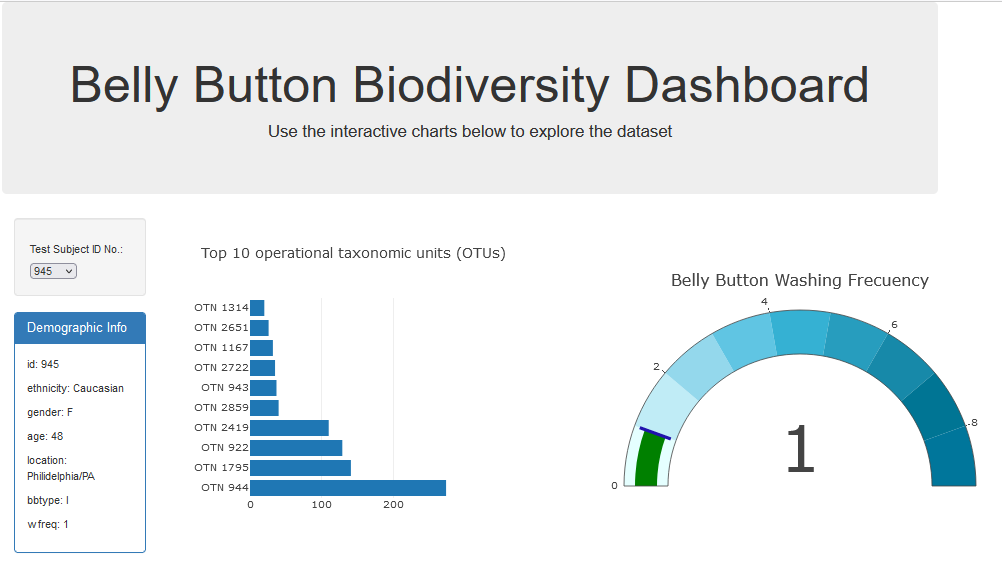 Belly Button Biodiversity Dashboard
Use the interactive charts below to explore the dataset
Test Subject ID No.:
945
Demographic Info
id: 945
ethnicity: Caucasian
gender: F
age: 48
location:
Philidelphia/PA
bbtype: I
wfreq: 1
Top 10 operational taxonomic units (OTUs)
OTN 1314
OTN 2651
OTN 1167
OTN 2722
OTN 943
OTN 2859
OTN 2419
OTN 922
OTN 1795
OTN 944
0 100 200
Belly Button Washing Frecuency
0
2
4
6
8
1